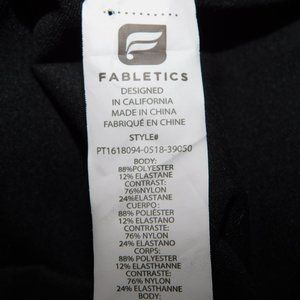 FABLETICS
DESIGNED
IN CALIFORNIA
MADE IN CHINA
FABRIQUÉ EN CHINE
STYLE#
PT1618094-0518-39050
BODY:
88%POLYESTER
12% ELASTANE
CONTRAST:
76%NYLON
24%ELASTANE
CUERPO:
88% POLIÉSTER
12% ELASTANO
CONTRASTE:
76% NYLON
24% ELASTANO
CORPS:
88% POLYESTER
12% ELASTHANNE
CONTRASTE:
76% NYLON
24% ELASTHANNE
BODY: